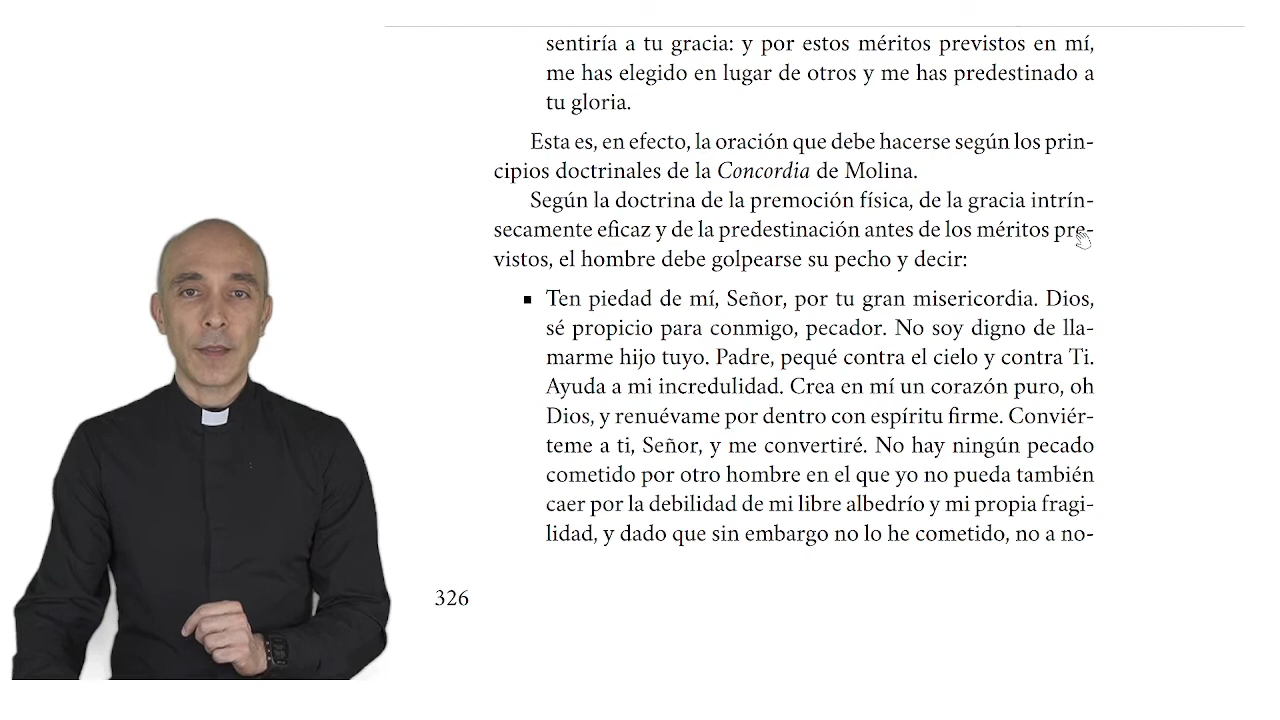 sentiría a tu gracia: y por estos méritos previstos en mí,
me has elegido en lugar de otros y me has predestinado a
tu gloria.
Esta es, en efecto, la oración que debe hacerse según los prin-
cipios doctrinales de la Concordia de Molina.
Según la doctrina de la premoción física, de la gracia intrín-
secamente eficaz y de la predestinación antes de los méritos pre-
vistos, el hombre debe golpearse su pecho y decir:
▪ Ten piedad de mí, Señor, por tu gran misericordia. Dios,
sé propicio para conmigo, pecador. No soy digno de lla-
marme hijo tuyo. Padre, pequé contra el cielo y contra Ti.
Ayuda a mi incredulidad. Crea en mí un corazón puro, oh
Dios, y renuévame por dentro con espíritu firme. Conviér-
teme a ti, Señor, y me convertiré. No hay ningún pecado
cometido por otro hombre en el que yo no pueda también
caer por la debilidad de mi libre albedrío y mi propia fragi-
lidad, y dado que sin embargo no lo he cometido, no a no-
326